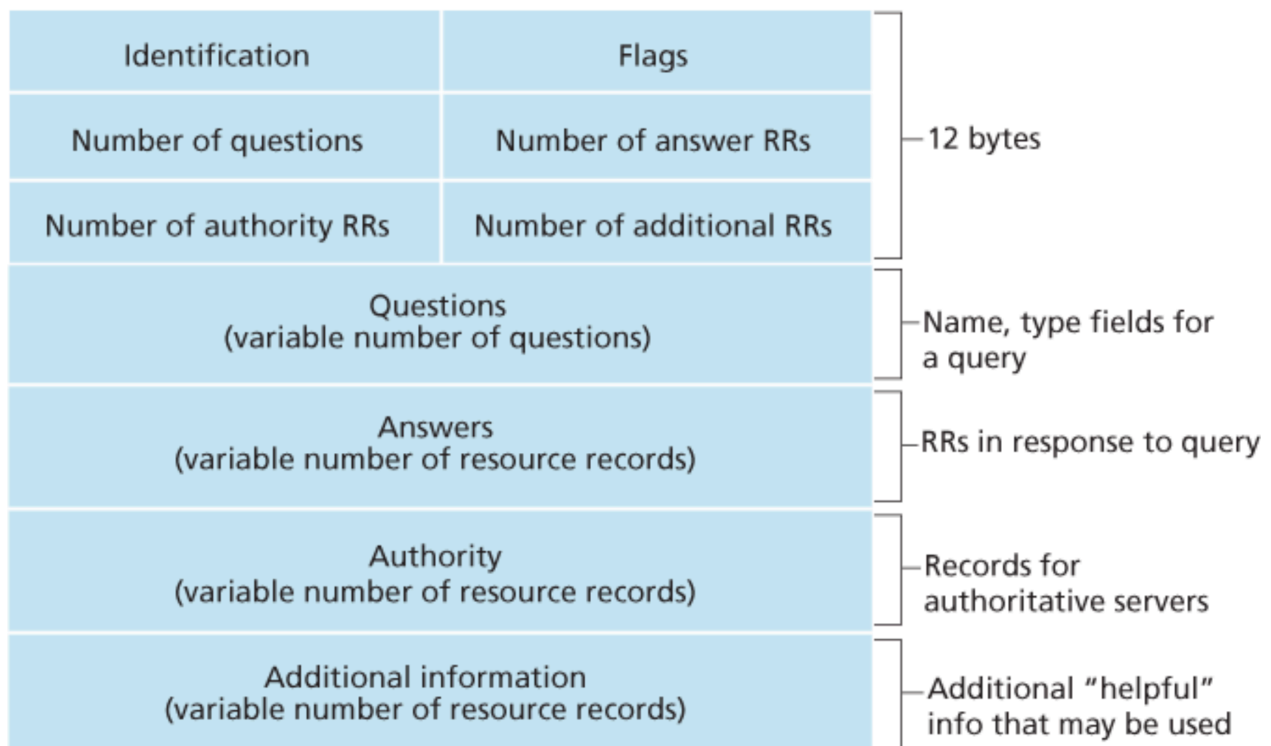 Identification
Flags
Number of questions
Number of answer RRs
12 bytes
Number of authority RRs
Number of additional RRs
Questions
(variable number of questions)
Name, type fields for
a query
Answers
(variable number of resource records)
RRs in response to query
Authority
(variable number of resource records)
Records for
authoritative servers
Additional information
(variable number of resource records)
Additional “helpful”
info that may be used